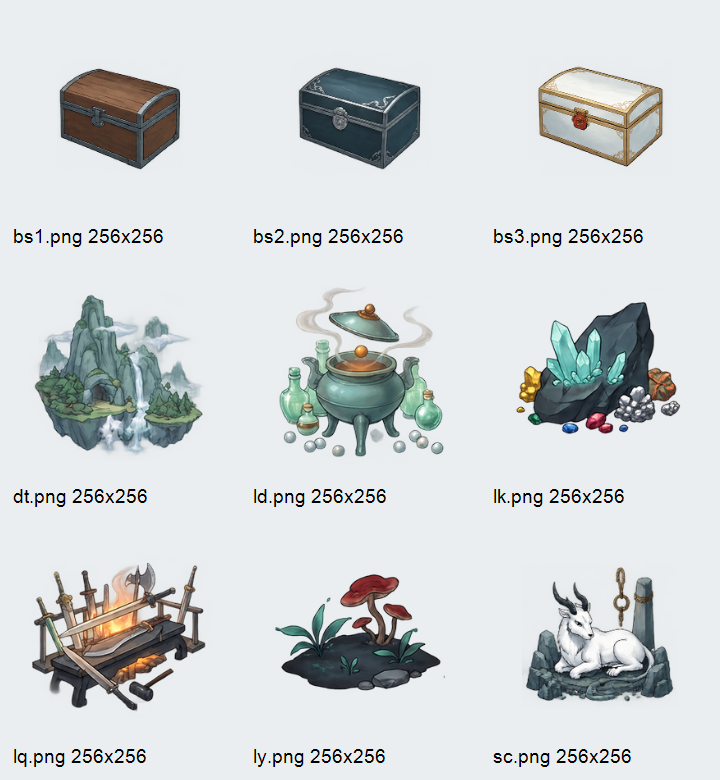 bs1.png 256x256
bs2.png 256x256
bs3.png 256x256
dt.png 256x256
ld.png 256x256
lk.png 256x256
lq.png 256x256
ly.png 256x256
sc.png 256x256